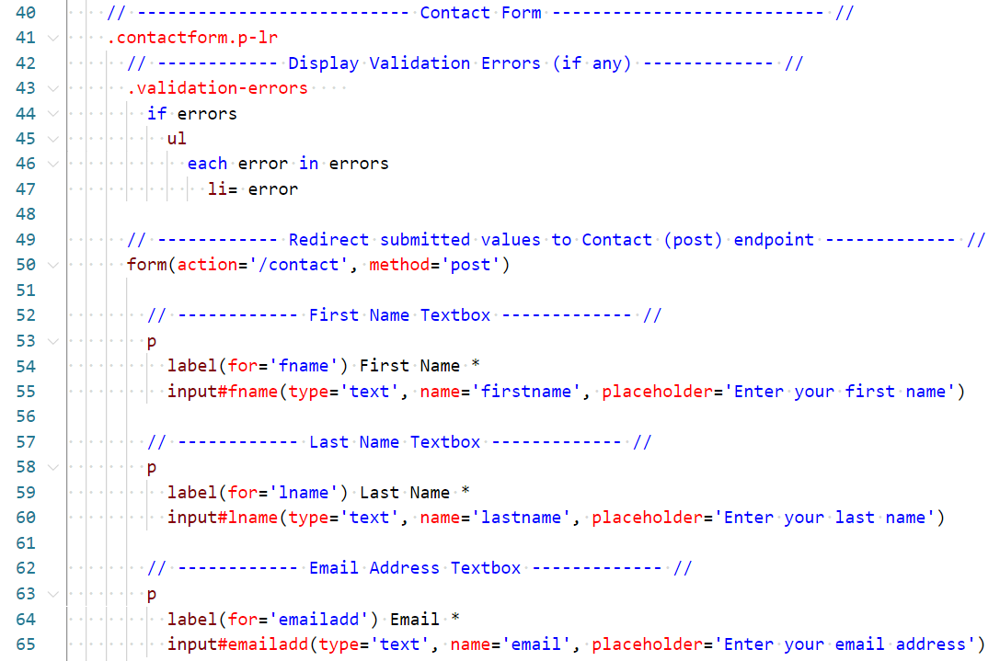 40 // --------------------------- Contact Form --------------------------- //
41 .contactform.p-lr
42 // ------------ Display Validation Errors (if any) ------------- //
43 .validation-errors
44 if errors
45 ul
46 each error in errors
47 li= error
48
49 // ------------ Redirect submitted values to Contact (post) endpoint ------------- //
50 form(action='/contact', method='post')
51
52 // ------------ First Name Textbox ------------- //
53 p
54 label(for='fname') First Name *
55 input#fname(type='text', name='firstname', placeholder='Enter your first name')
56
57 // ------------ Last Name Textbox ------------- //
58 p
59 label(for='lname') Last Name *
60 input#lname(type='text', name='lastname', placeholder='Enter your last name')
61
62 // ------------ Email Address Textbox ------------- //
63 p
64 label(for='emailadd') Email *
65 input#emailadd(type='text', name='email', placeholder='Enter your email address')